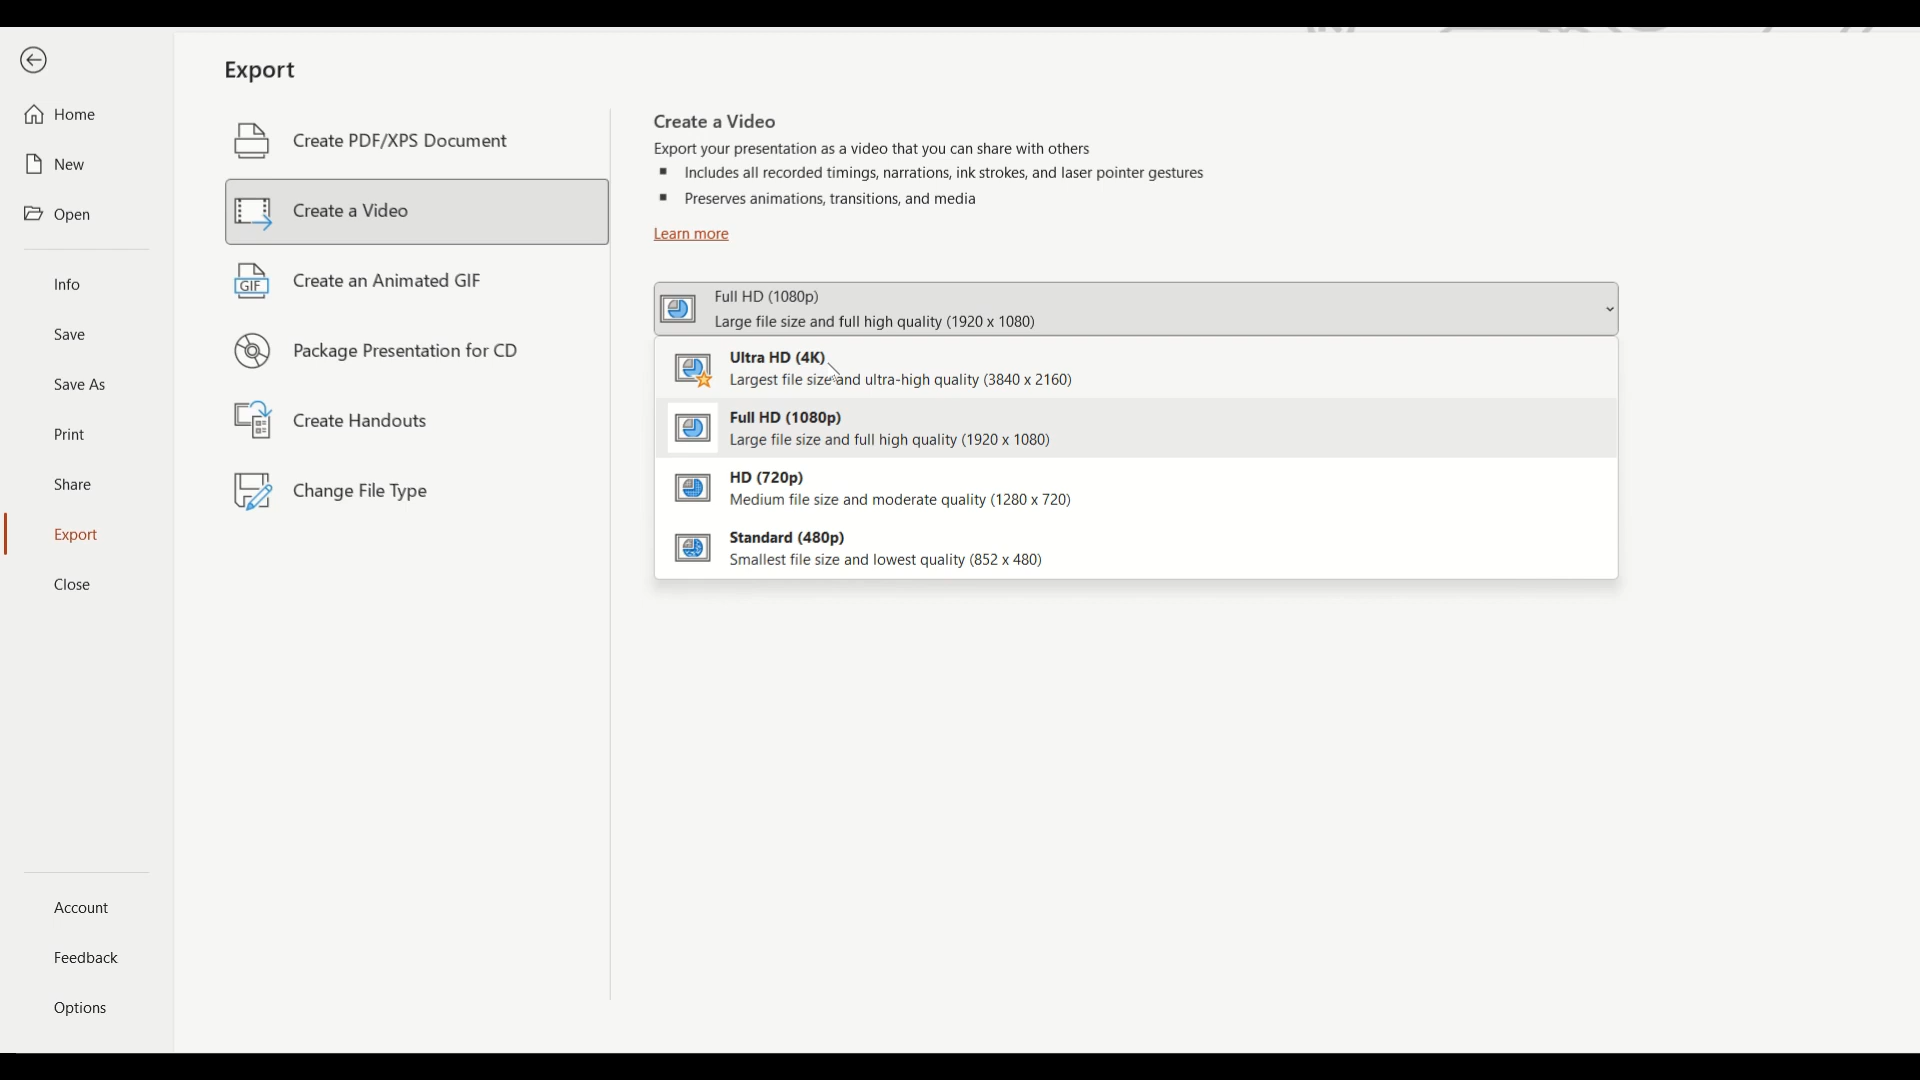 Export
Home
New
Open
Info
Save
Save As
Print
Share
Export
Close
Account
Feedback
Options
Create PDF/XPS Document
Create a Video
GIF
Create an Animated GIF
Package Presentation for CD
Create Handouts
Change File Type
Create a Video
Export your presentation as a video that you can share with others
Includes all recorded timings, narrations, ink strokes, and laser pointer gestures
Preserves animations, transitions, and media
Learn more
Full HD (1080p)
Large file size and full high quality (1920 x 1080)
Ultra HD (4K)
Largest file size and ultra-high quality (3840 x 2160)
Full HD (1080p)
Large file size and full high quality (1920 x 1080)
HD (720p)
Medium file size and moderate quality (1280 x 720)
Standard (480p)
Smallest file size and lowest quality (852 x 480)